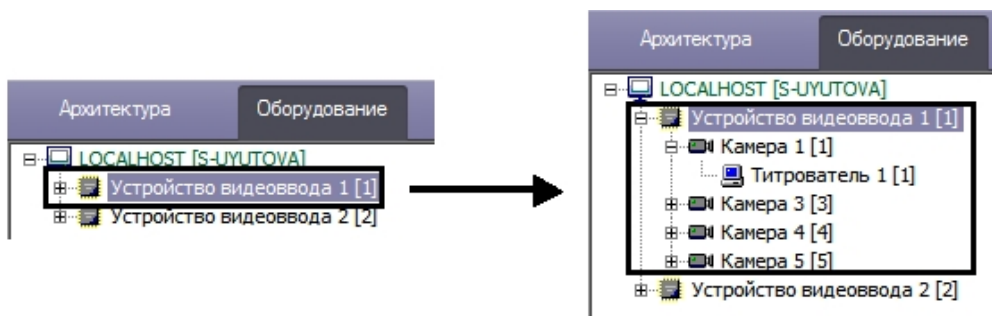 Архитектура Оборудование
LOCALHOST [S-UYUTOVA]
Устройство видеоввода 1 [1]
Устройство видеоввода 2 [2]
Архитектура Оборудование
LOCALHOST [S-UYUTOVA]
Устройство видеоввода 1 [1]
Камера 1 [1]
Титрователь 1 [1]
Камера 3 [3]
Камера 4 [4]
Камера 5 [5]
Устройство видеоввода 2 [2]